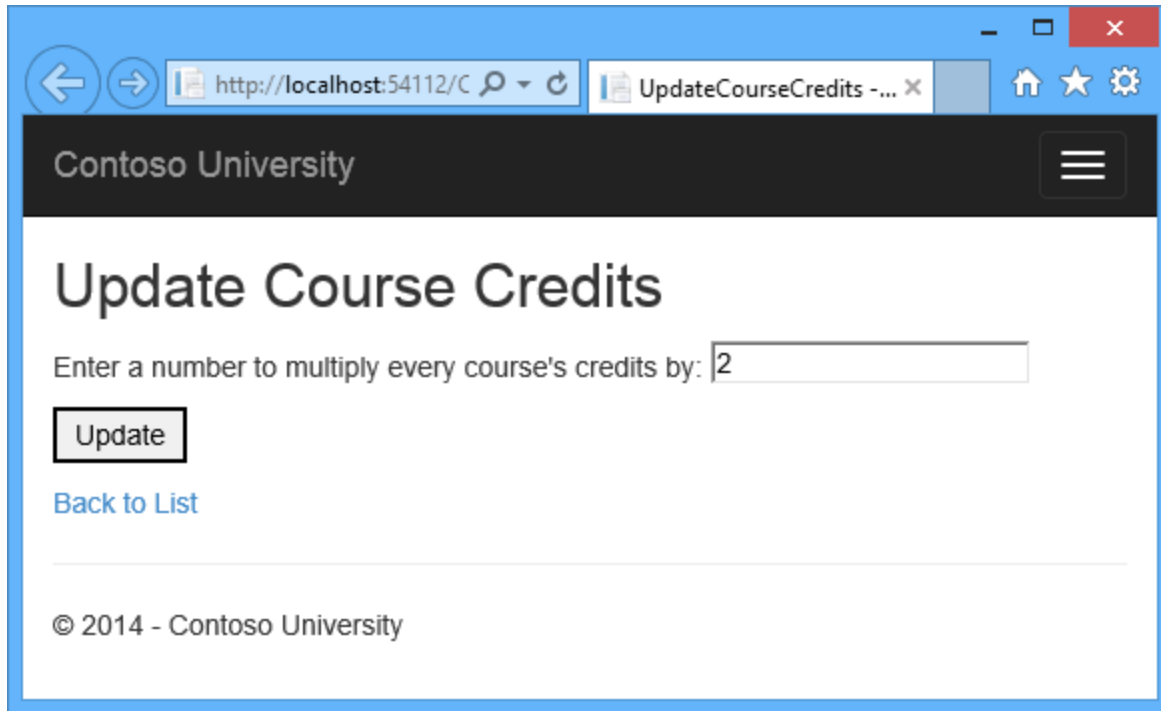 http://localhost:54112/C
UpdateCourseCredits -...
Contoso University
Update Course Credits
Enter a number to multiply every course's credits by: 2
Update
Back to List
© 2014 - Contoso University